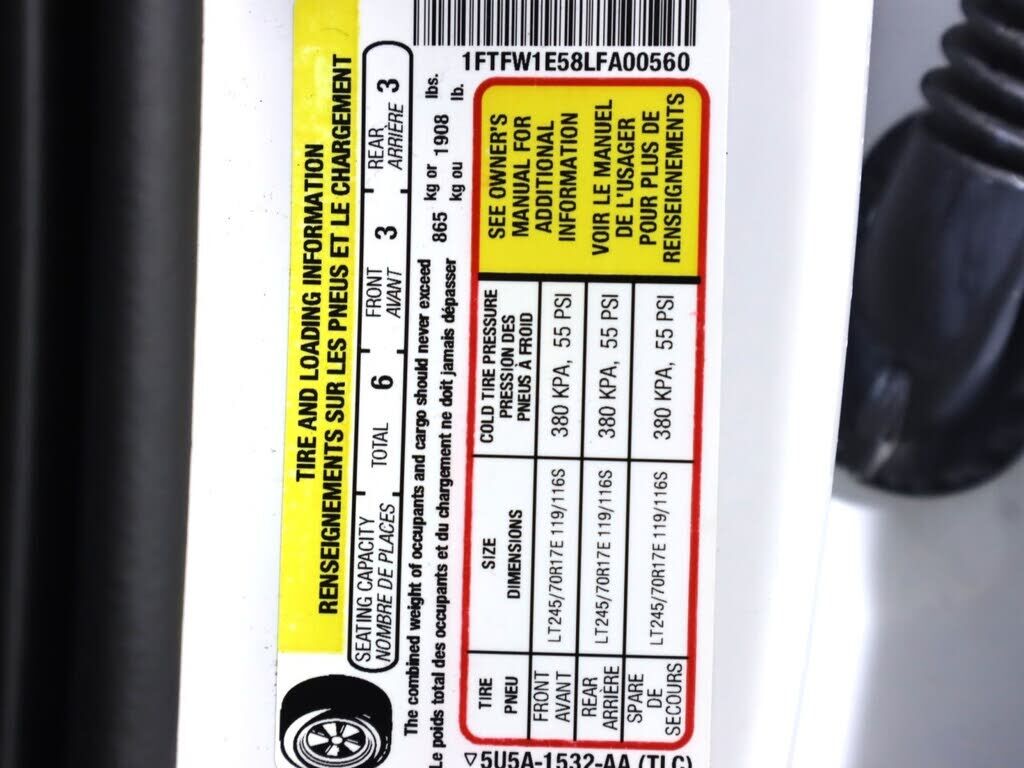 TIRE AND LOADING INFORMATION
RENSEIGNEMENTS SUR LES PNEUS ET LE CHARGEMENT
SEATING CAPACITY
NOMBRE DE PLACES
TOTAL 6
FRONT
AVANT
3
REAR
ARRIÈRE
3
The combined weight of occupants and cargo should never exceed 865 kg or 1908 lbs.
Le poids total des occupants et du chargement ne doit jamais dépasser kg ou lb.
TIRE
PNEU
SIZE
DIMENSIONS
COLD TIRE PRESSURE
PRESSION DES
PNEUS À FROID
FRONT
AVANT
LT245/70R17E 119/116S
380 KPA, 55 PSI
REAR
ARRIÈRE
LT245/70R17E 119/116S
380 KPA, 55 PSI
SPARE
DE
SECOURS
LT245/70R17E 119/116S
380 KPA, 55 PSI
SEE OWNER'S
MANUAL FOR
ADDITIONAL
INFORMATION
VOIR LE MANUEL
DE L'USAGER
POUR PLUS DE
RENSEIGNEMENTS
1FTFW1E58LFA00560
5U5A-1532-AA (TLC)